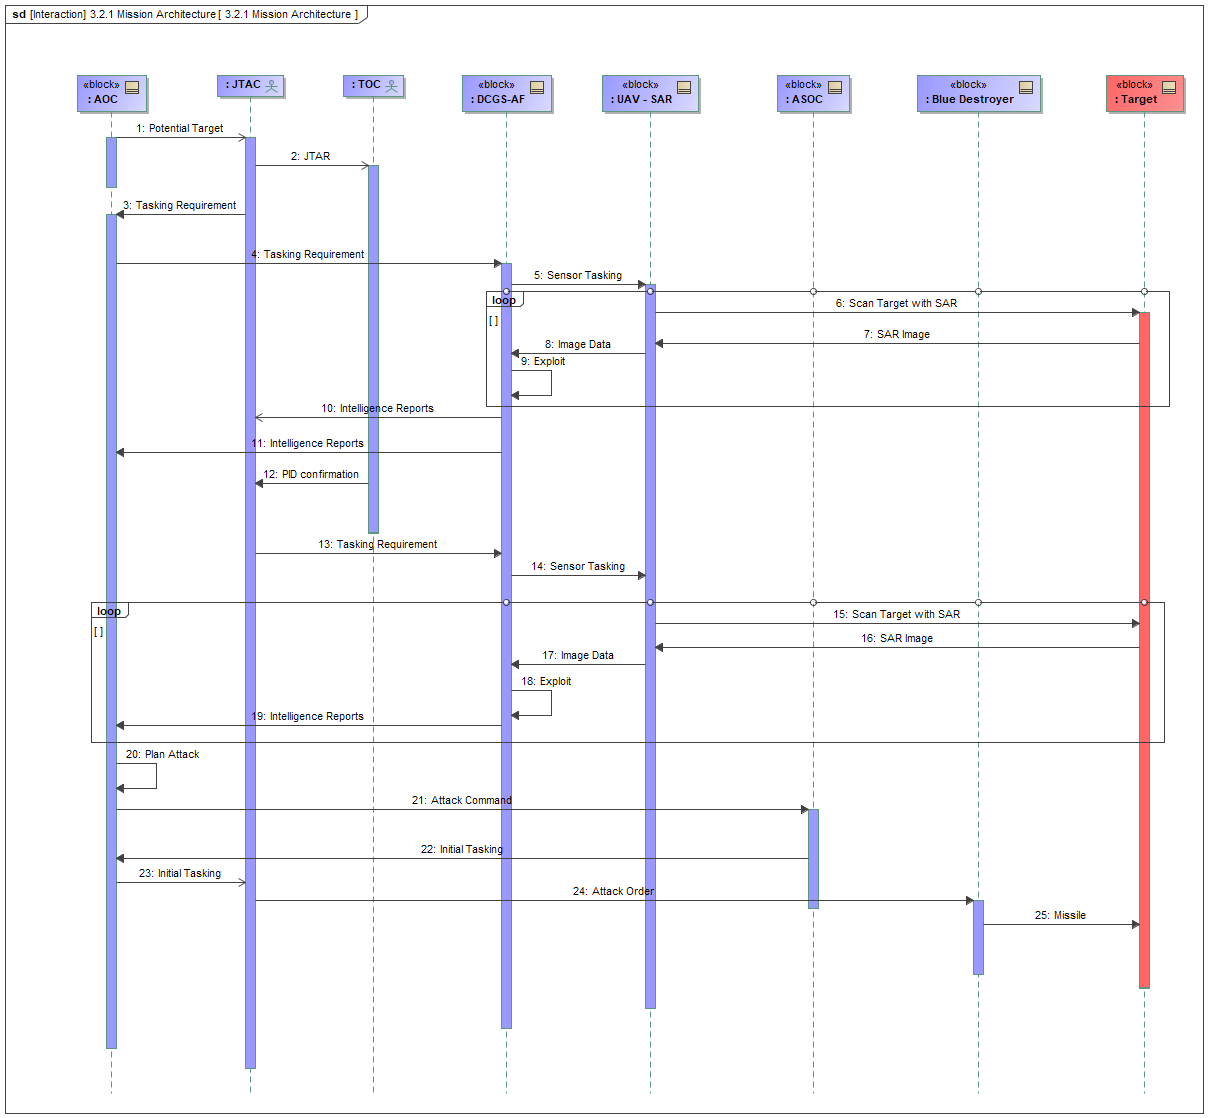 sd [Interaction] 3.2.1 Mission Architecture [ 3.2.1 Mission Architecture ]
«block»
: AOC
: JTAC
: TOC
«block»
: DCGS-AF
«block»
: UAV - SAR
«block»
: ASOC
«block»
: Blue Destroyer
«block»
: Target
1: Potential Target
2: JTAR
3: Tasking Requirement
4: Tasking Requirement
5: Sensor Tasking
loop
[ ]
6: Scan Target with SAR
7: SAR Image
8: Image Data
9: Exploit
10: Intelligence Reports
11: Intelligence Reports
12: PID confirmation
13: Tasking Requirement
14: Sensor Tasking
loop
[ ]
15: Scan Target with SAR
16: SAR Image
17: Image Data
18: Exploit
19: Intelligence Reports
20: Plan Attack
21: Attack Command
22: Initial Tasking
23: Initial Tasking
24: Attack Order
25: Missile